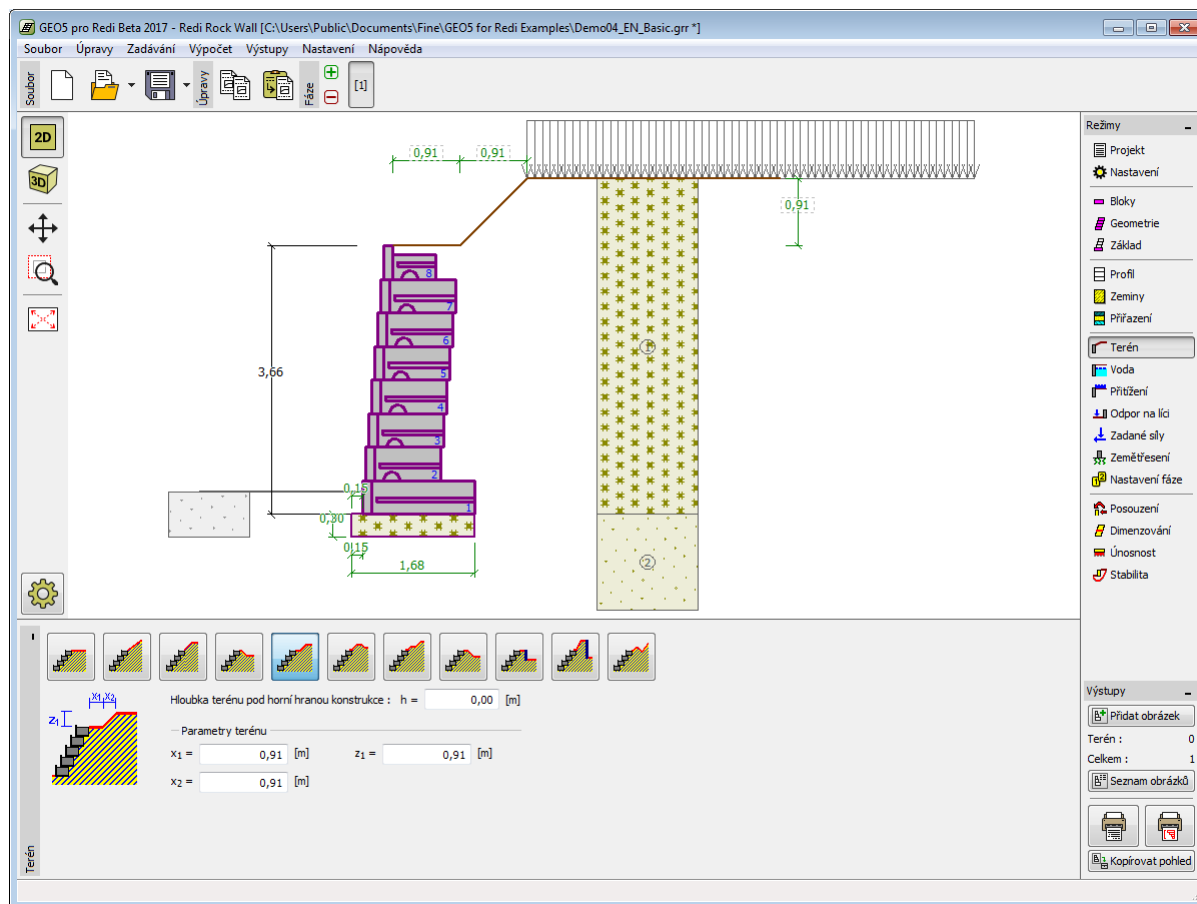 GEO5 pro Redi Beta 2017 - Redi Rock Wall [C:\Users\Public\Documents\Fine\GEO5 for Redi Examples\Demo04_EN_Basic.grr *]
Soubor Úpravy Zadávání Výpočet Výstupy Nastavení Nápověda
Soubor
Úpravy
Fáze
[1]
2D
3D
0,91 0,91
0,91
3,66
8
7
6
5
4
3
2
1
0,15
0,30
0,15
1,68
1
2
Režimy
Projekt
Nastavení
Bloky
Geometrie
Základ
Profil
Zeminy
Přiřazení
Terén
Voda
Přitížení
Odpor na líci
Zadané síly
Zemětřesení
Nastavení fáze
Posouzení
Dimenzování
Únosnost
Stabilita
Terén
x1 x2
z1
Hloubka terénu pod horní hranou konstrukce : h = 0,00 [m]
Parametry terénu
x1 = 0,91 [m] z1 = 0,91 [m]
x2 = 0,91 [m]
Výstupy
Přidat obrázek
Terén : 0
Celkem : 1
Seznam obrázků
Kopírovat pohled